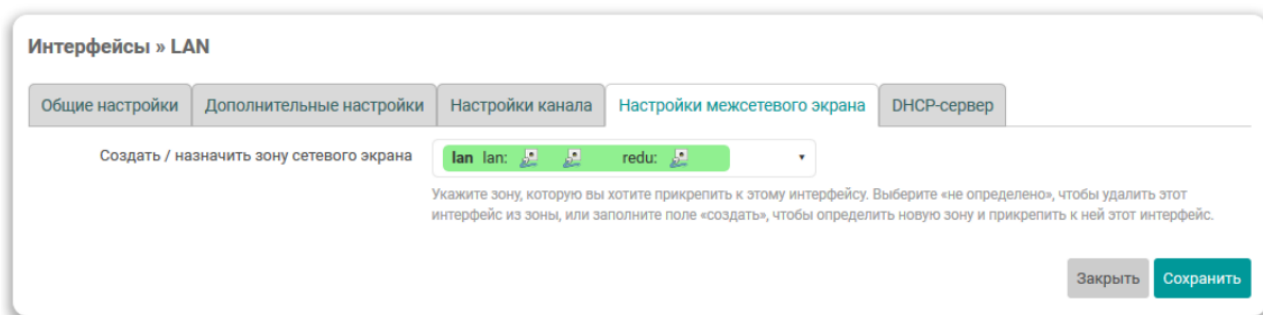 Интерфейсы » LAN
Общие настройки
Дополнительные настройки
Настройки канала
Настройки межсетевого экрана
DHCP-сервер
Создать / назначить зону сетевого экрана
lan lan: redu:
Укажите зону, которую вы хотите прикрепить к этому интерфейсу. Выберите «не определено», чтобы удалить этот
интерфейс из зоны, или заполните поле «создать», чтобы определить новую зону и прикрепить к ней этот интерфейс.
Закрыть
Сохранить